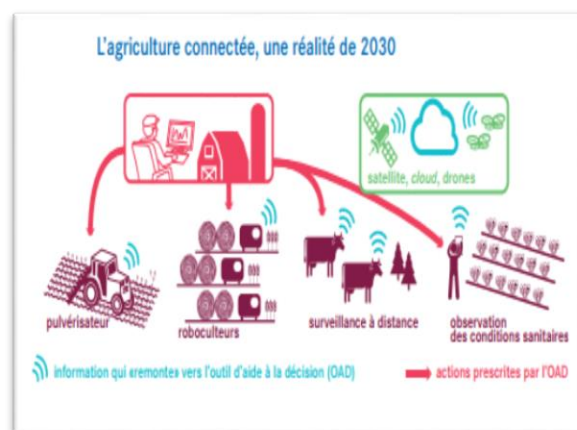 L'agriculture connectée, une réalité de 2030
satellite, cloud, drones
pulvérisateur
roboculteurs
surveillance à distance
observation
des conditions sanitaires
information qui «remonte» vers l'outil d'aide à la décision (OAD)
actions prescrites par l'OAD